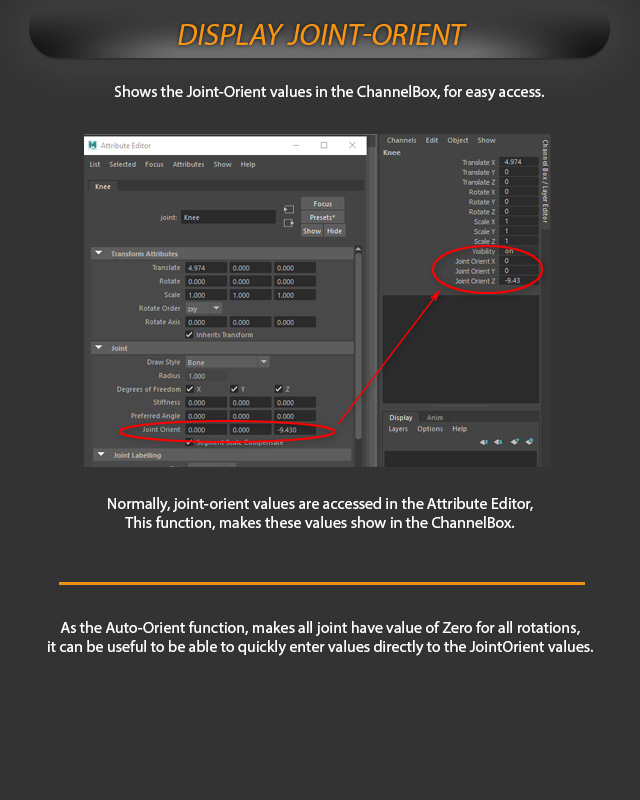 DISPLAY JOINT-ORIENT
Shows the Joint-Orient values in the ChannelBox, for easy access.
Attribute Editor
List Selected Focus Attributes Show Help
Knee
joint: Knee
Focus
Presets*
Show Hide
Transform Attributes
Translate 4.974 0.000 0.000
Rotate 0.000 0.000 0.000
Scale 1.000 1.000 1.000
Rotate Order zxy
Rotate Axis 0.000 0.000 0.000
Inherits Transform
Joint
Draw Style Bone
Radius 1.000
Degrees of Freedom X Y Z
Stiffness 0.000 0.000 0.000
Preferred Angle 0.000 0.000 0.000
Joint Orient 0.000 0.000 -9.430
Segment Scale Compensate
Joint Labelling
Channels Edit Object Show
Knee
Translate X 4.974
Translate Y 0
Translate Z 0
Rotate X 0
Rotate Y 0
Rotate Z 0
Scale X 1
Scale Y 1
Scale Z 1
Visibility on
Joint Orient X 0
Joint Orient Y 0
Joint Orient Z -9.43
Channel Box / Layer Editor
Display Anim
Layers Options Help
Normally, joint-orient values are accessed in the Attribute Editor,
This function, makes these values show in the ChannelBox.
As the Auto-Orient function, makes all joint have value of Zero for all rotations,
it can be useful to be able to quickly enter values directly to the JointOrient values.